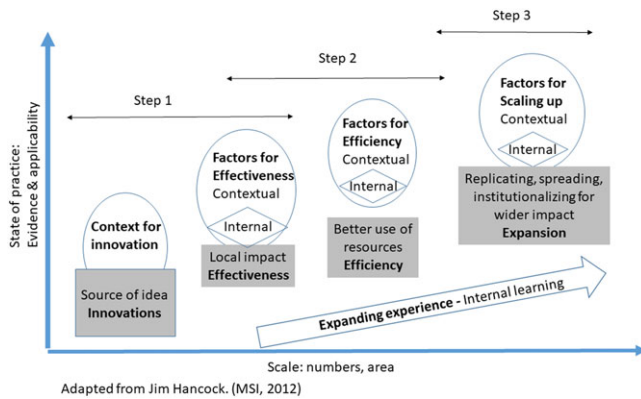 Step 3
Step 2
Step 1
Factors for
Scaling up
Contextual
Internal
Replicating, spreading,
institutionalizing for
wider impact
Expansion
Factors for
Efficiency
Contextual
Internal
Better use of
resources
Efficiency
Factors for
Effectiveness
Contextual
Internal
Local impact
Effectiveness
Context for
innovation
Source of idea
Innovations
Expanding experience - Internal learning
State of practice:
Evidence & applicability
Scale: numbers, area
Adapted from Jim Hancock. (MSI, 2012)